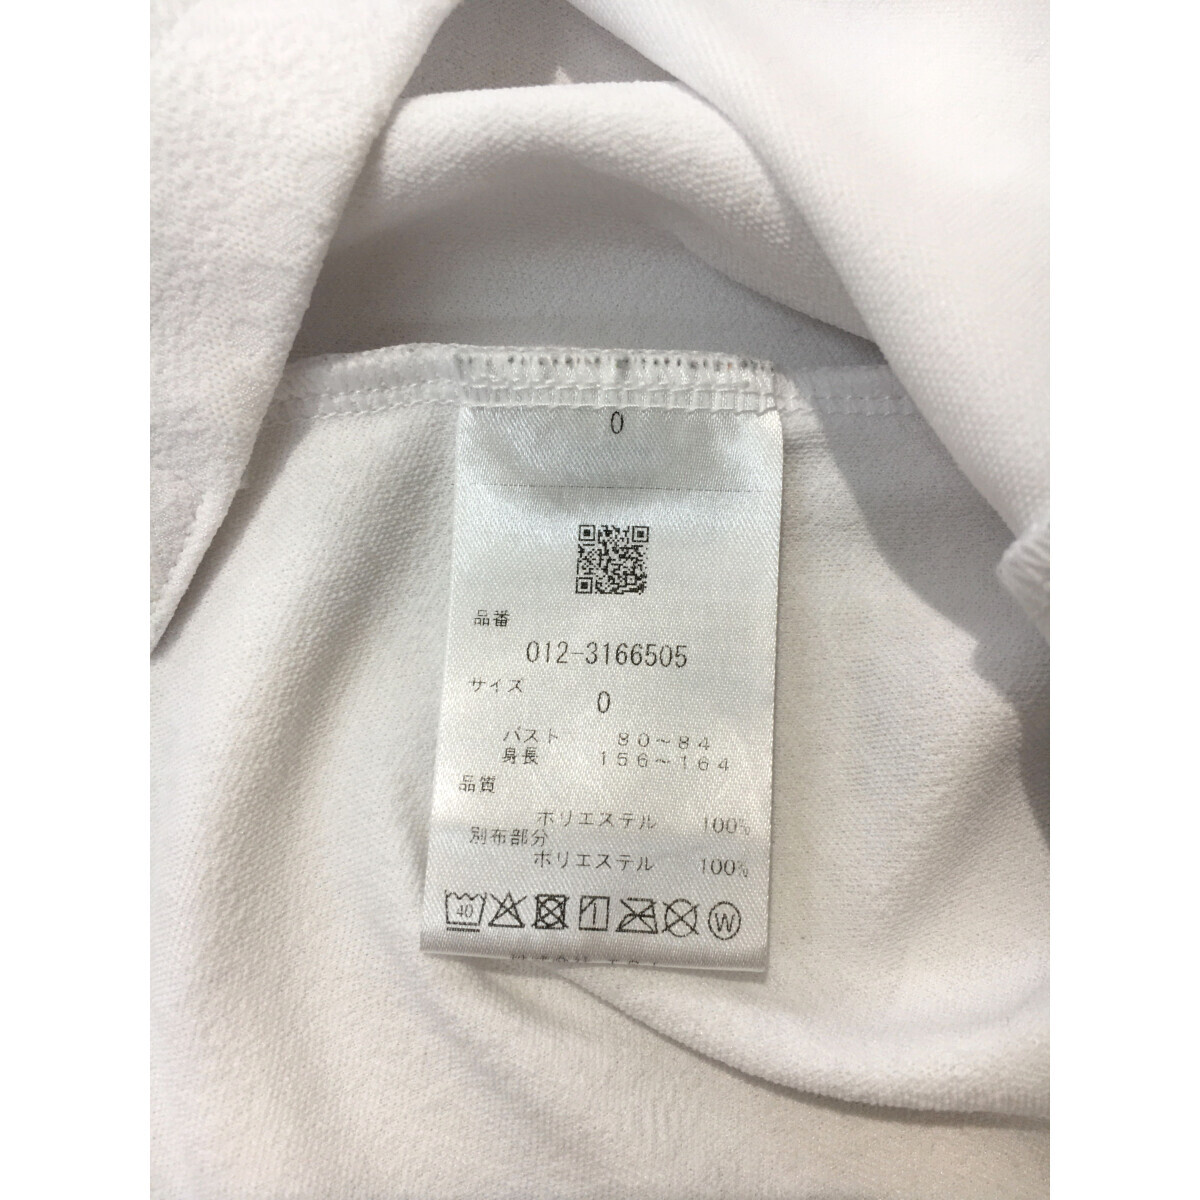 0
品番
012-3166505
サイズ
0
バスト 80～84
身長 156～164
品質
ポリエステル 100%
別布部分
ポリエステル 100%
40 W